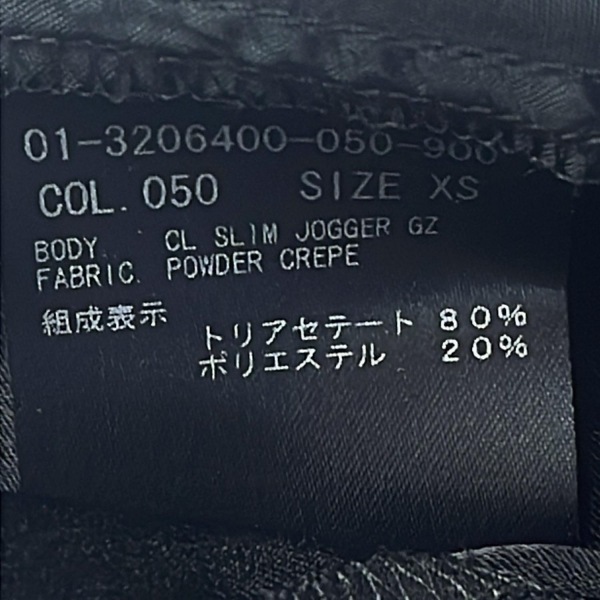 01-3206400-050-900
COL. 050 SIZE XS
BODY. CL SLIM JOGGER GZ
FABRIC. POWDER CREPE
組成表示
トリアセテート 80%
ポリエステル 20%